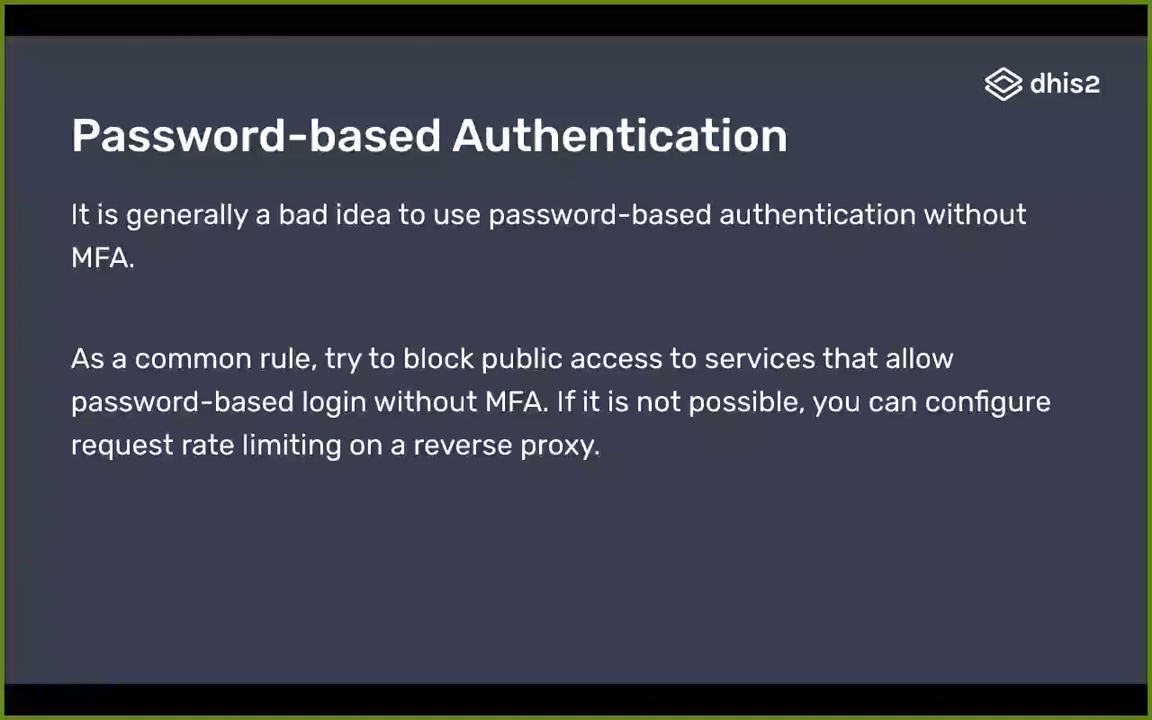 dhis2
Password-based Authentication
It is generally a bad idea to use password-based authentication without
MFA.
As a common rule, try to block public access to services that allow
password-based login without MFA. If it is not possible, you can configure
request rate limiting on a reverse proxy.